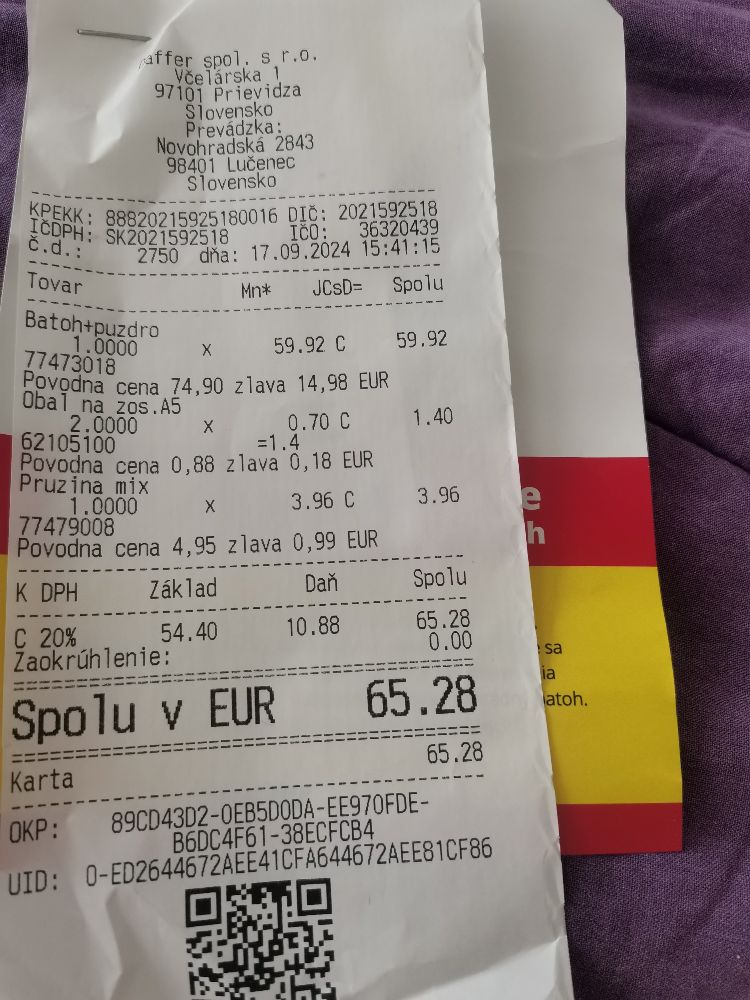 affer spol. s r.o.
Včelárska 1
97101 Prievidza
Slovensko
Prevádzka:
Novohradská 2843
98401 Lučenec
Slovensko
KPEKK: 88820215925180016 DIČ: 2021592518
IČDPH: SK2021592518 IČO: 36320439
č.d.: 2750 dňa: 17.09.2024 15:41:15
Tovar Mn* JCsD= Spolu
Batoh+puzdro
1.0000 x 59.92 C 59.92
77473018
Povodna cena 74,90 zlava 14,98 EUR
Obal na zos.A5
2.0000 x 0.70 C 1.40
62105100 =1.4
Povodna cena 0,88 zlava 0,18 EUR
Pruzina mix
1.0000 x 3.96 C 3.96
77479008
Povodna cena 4,95 zlava 0,99 EUR
K DPH Základ Daň Spolu
C 20% 54.40 10.88 65.28
Zaokrúhlenie: 0.00
Spolu v EUR 65.28
Karta 65.28
OKP: 89CD43D2-0EB5D0DA-EE970FDE-
B6DC4F61-38ECFCB4
UID: O-ED2644672AEE41CFA644672AEE81CF86
e
h
sa
ia
atoh.